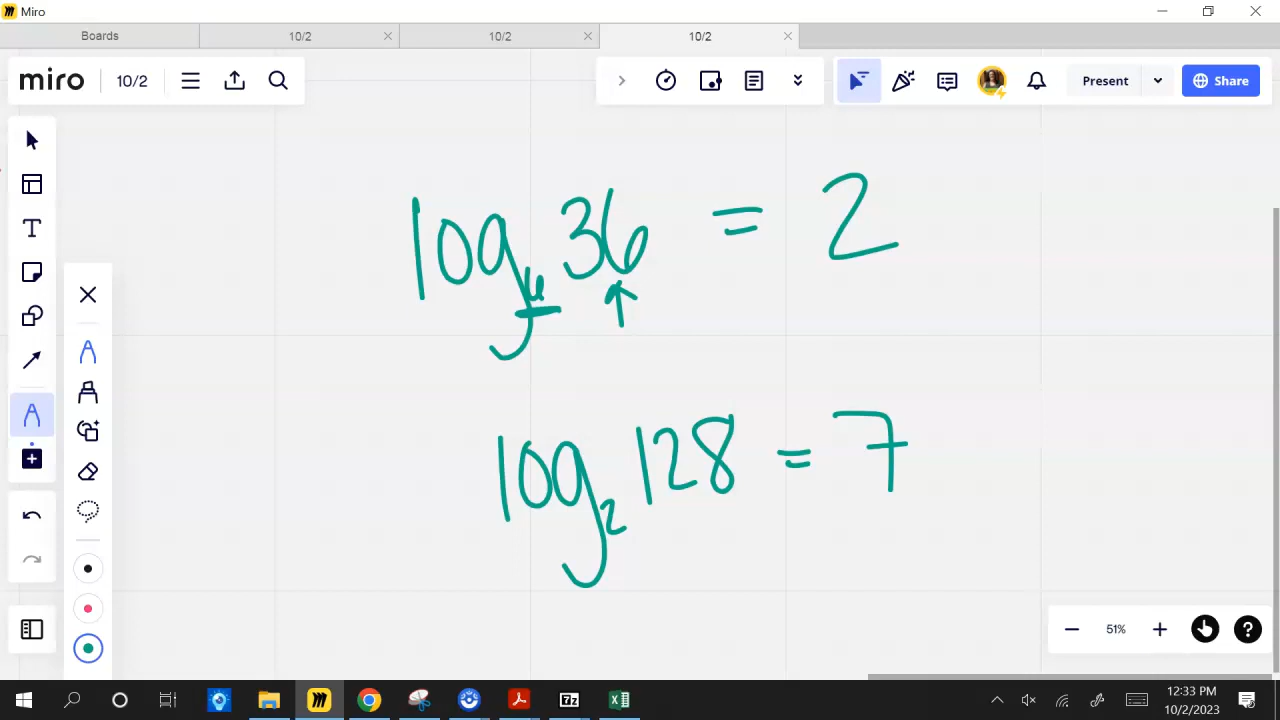 Miro
Boards
10/2
10/2
10/2
miro 10/2
Present
Share
log 36 = 2
log₂ 128 = 7
51%
12:33 PM
10/2/2023